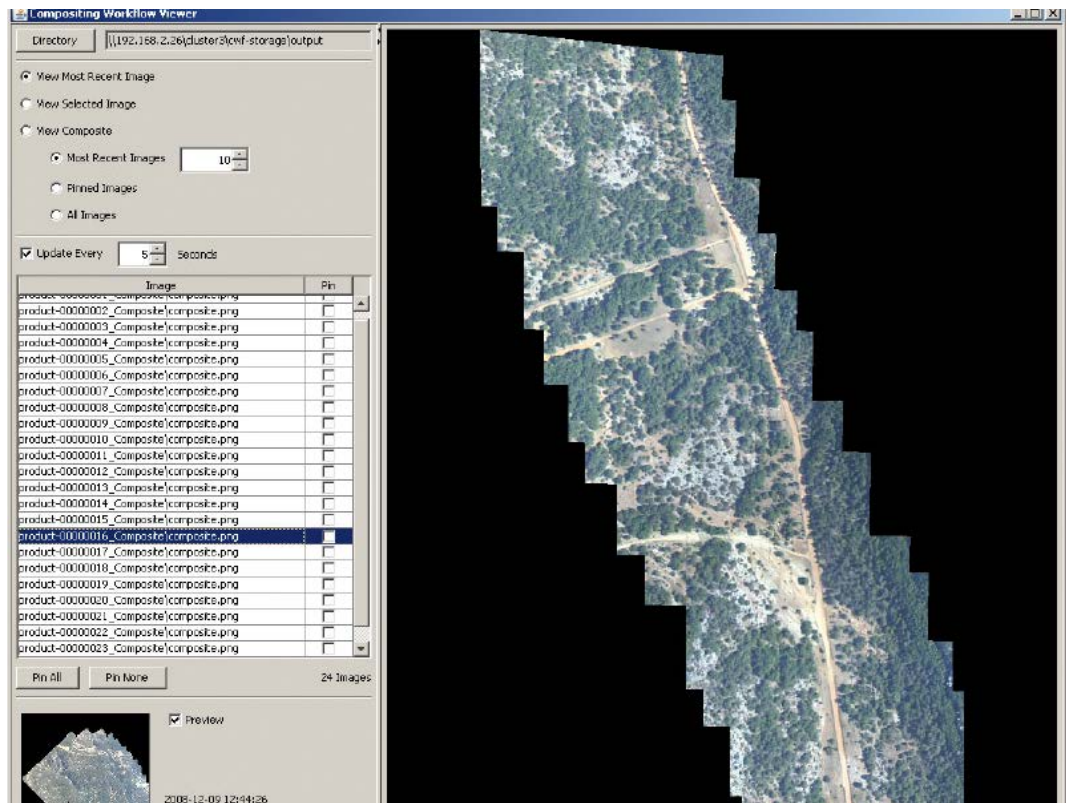 Compositing Workflow Viewer
Directory \\192.168.2.26\cluster3\cwf-storage\output
View Most Recent Image
View Selected Image
View Composite
Most Recent Images 10
Pinned Images
All Images
Update Every 5 Seconds
Image Pin
product-00000001_Composite\composite.png
product-00000002_Composite\composite.png
product-00000003_Composite\composite.png
product-00000004_Composite\composite.png
product-00000005_Composite\composite.png
product-00000006_Composite\composite.png
product-00000007_Composite\composite.png
product-00000008_Composite\composite.png
product-00000009_Composite\composite.png
product-00000010_Composite\composite.png
product-00000011_Composite\composite.png
product-00000012_Composite\composite.png
product-00000013_Composite\composite.png
product-00000014_Composite\composite.png
product-00000015_Composite\composite.png
product-00000016_Composite\composite.png
product-00000017_Composite\composite.png
product-00000018_Composite\composite.png
product-00000019_Composite\composite.png
product-00000020_Composite\composite.png
product-00000021_Composite\composite.png
product-00000022_Composite\composite.png
product-00000023_Composite\composite.png
Pin All Pin None 24 Images
Preview
2008-12-09 12:44:26